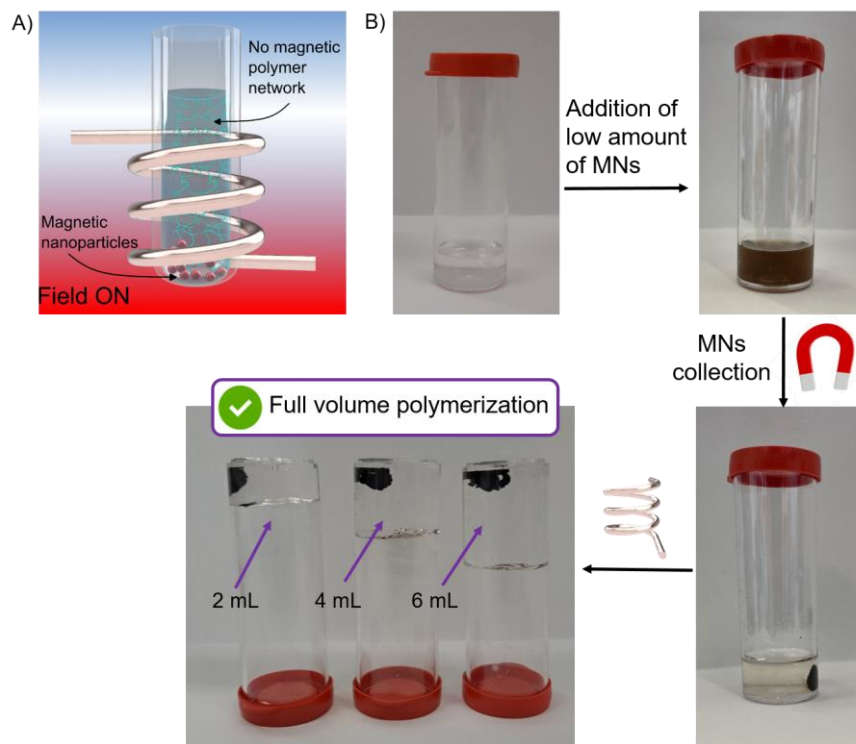 A)
No magnetic
polymer
network
Magnetic
nanoparticles
Field ON
B)
Addition of
low amount
of MNs
MNs
collection
Full volume polymerization
2 mL
4 mL
6 mL